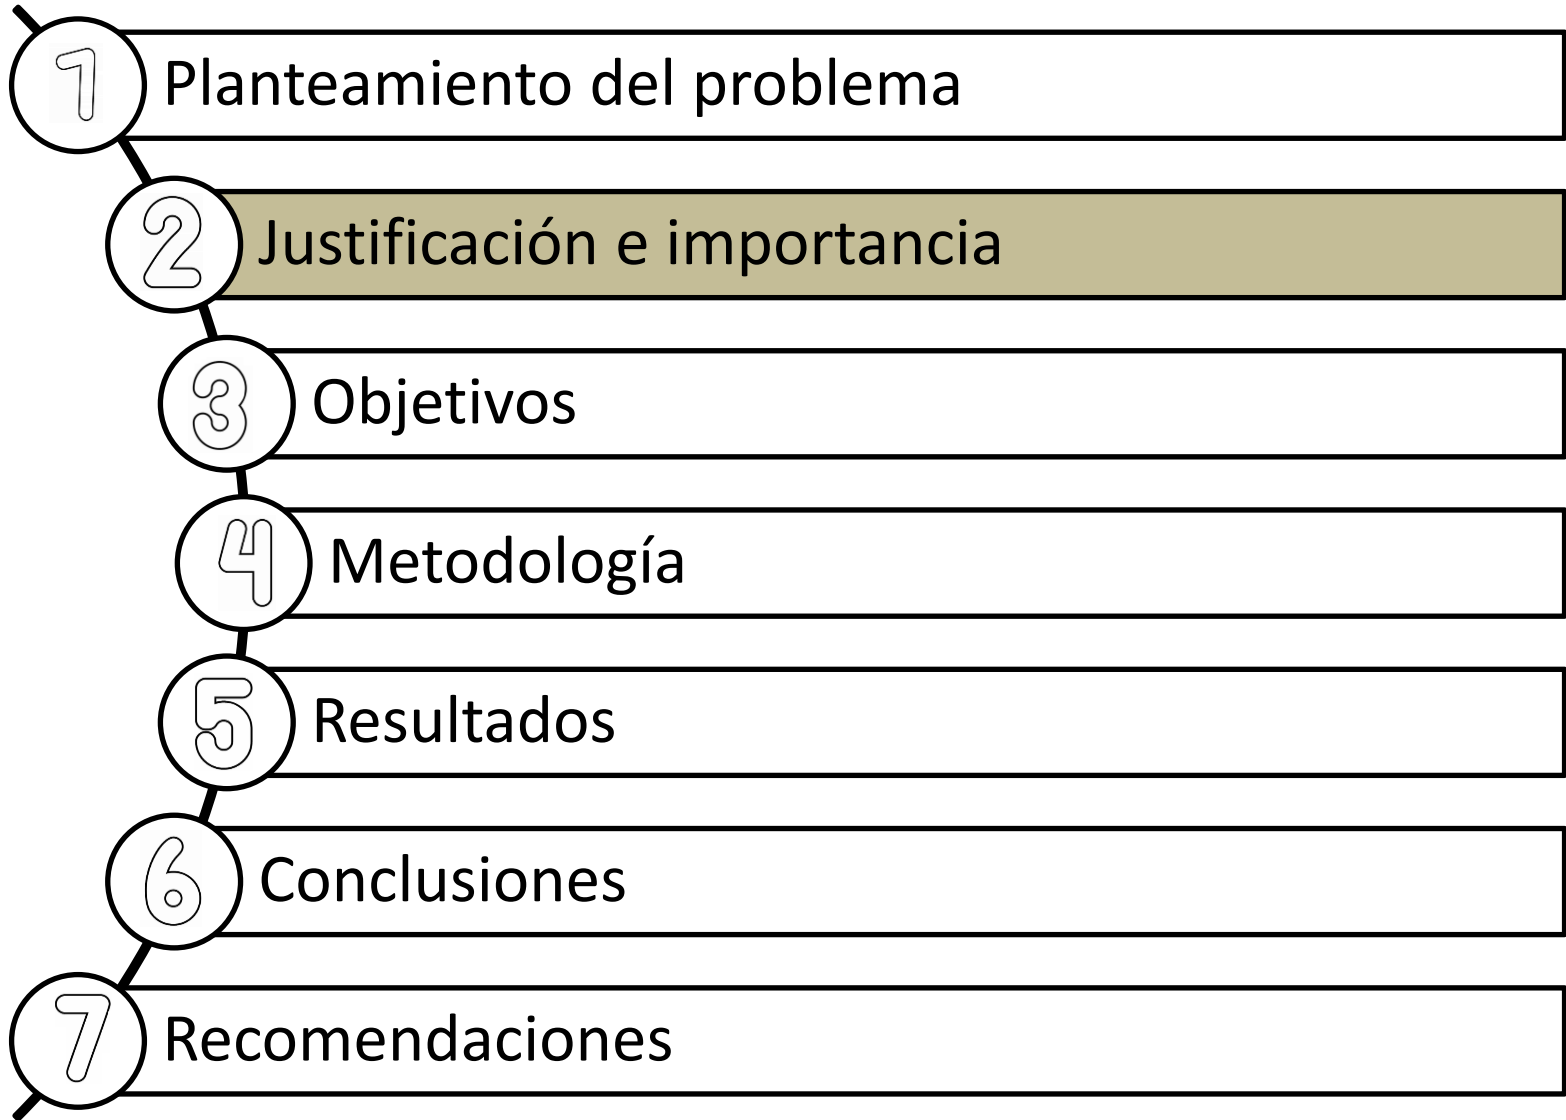 1 Planteamiento del problema
2 Justificación e importancia
3 Objetivos
4 Metodología
5 Resultados
6 Conclusiones
7 Recomendaciones